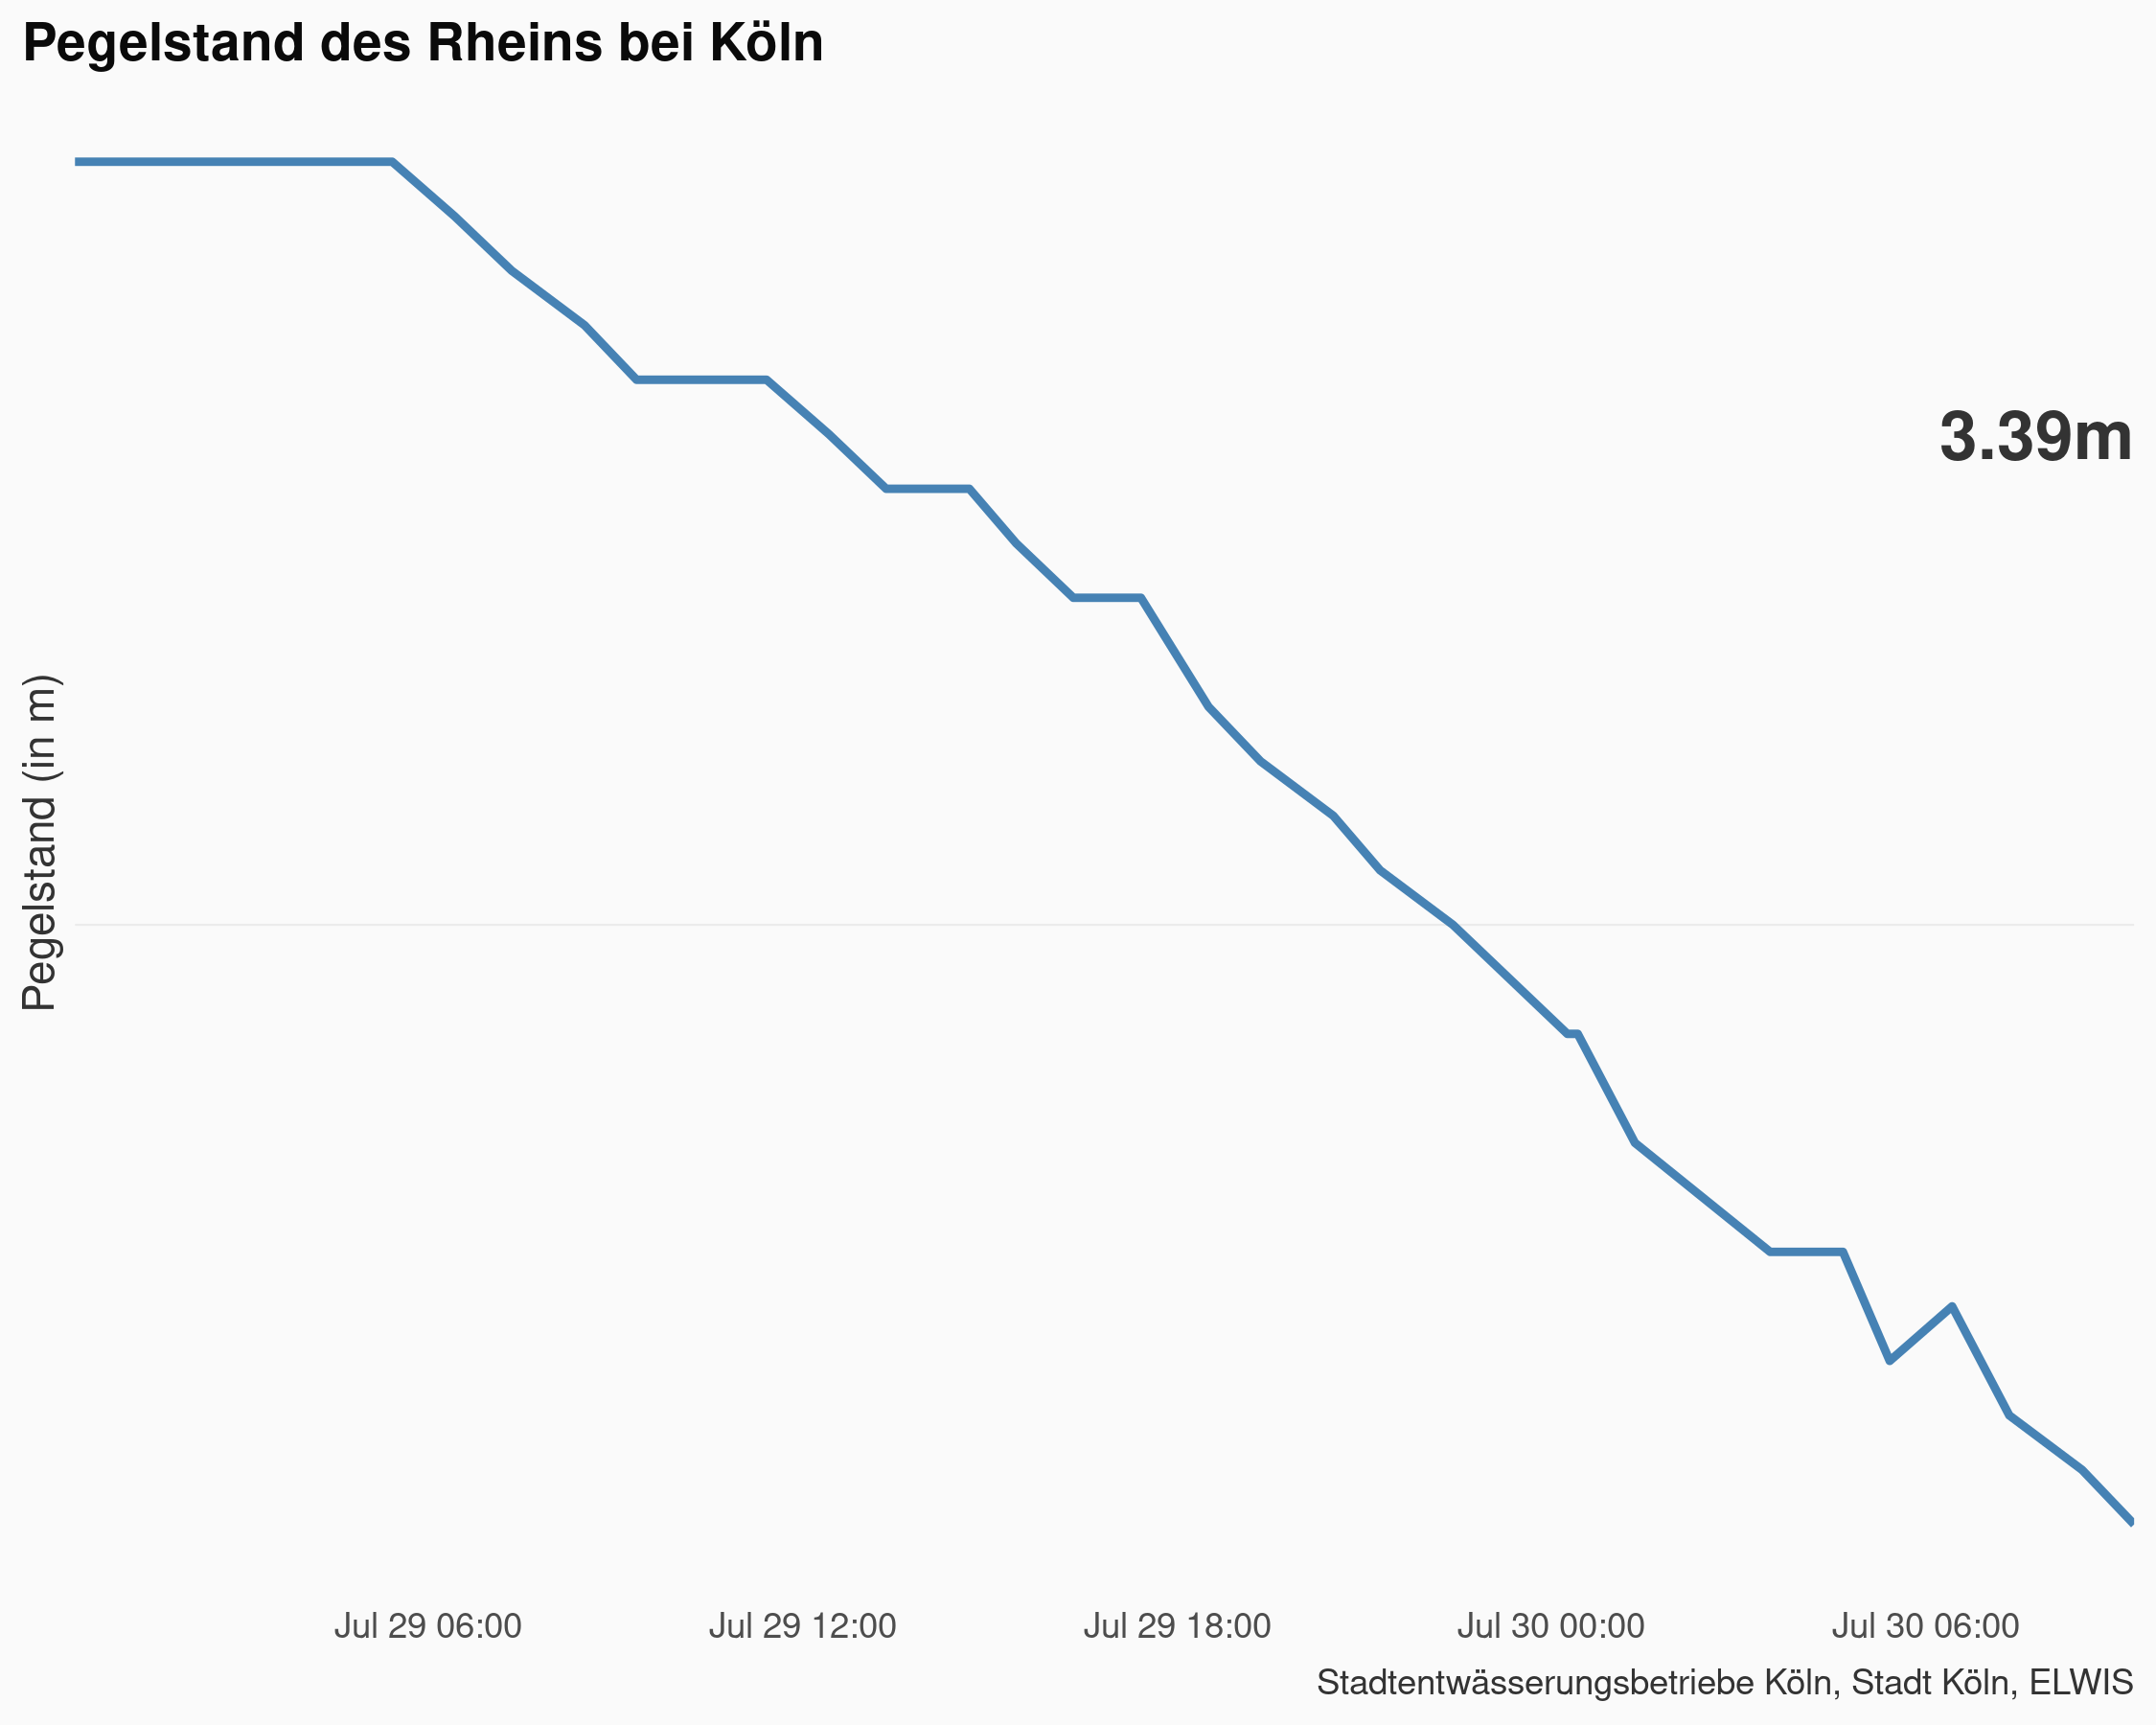 Pegelstand des Rheins bei Köln
3.39m
Pegelstand (in m)
Jul 29 06:00
Jul 29 12:00
Jul 29 18:00
Jul 30 00:00
Jul 30 06:00
Stadtentwässerungsbetriebe Köln, Stadt Köln, ELWIS